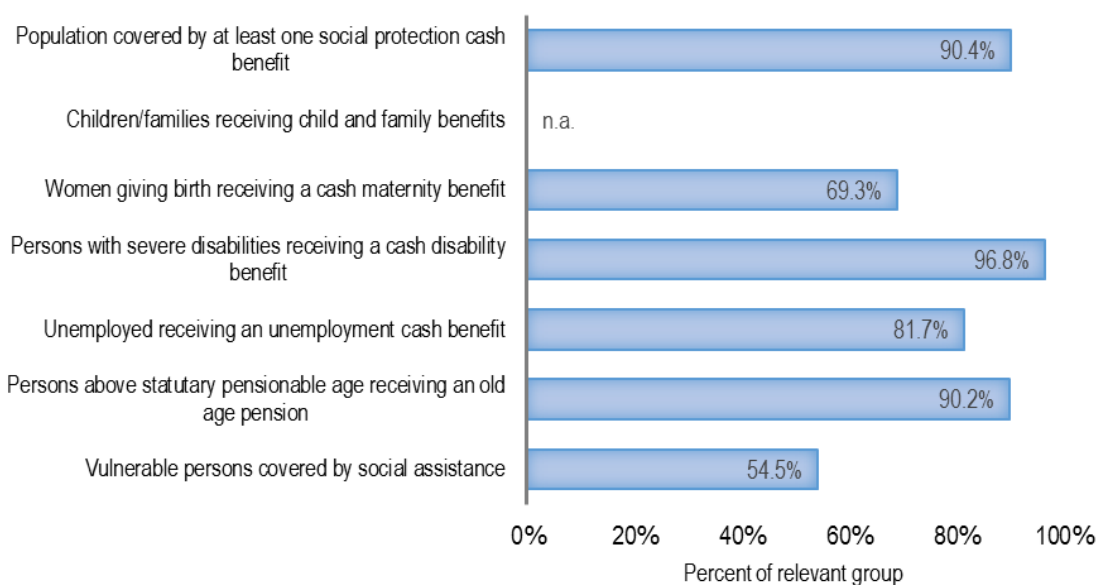 Population covered by at least one social protection cash
benefit
90.4%
Children/families receiving child and family benefits
n.a.
Women giving birth receiving a cash maternity benefit
69.3%
Persons with severe disabilities receiving a cash disability
benefit
96.8%
Unemployed receiving an unemployment cash benefit
81.7%
Persons above statutary pensionable age receiving an old
age pension
90.2%
Vulnerable persons covered by social assistance
54.5%
0% 20% 40% 60% 80% 100%
Percent of relevant group